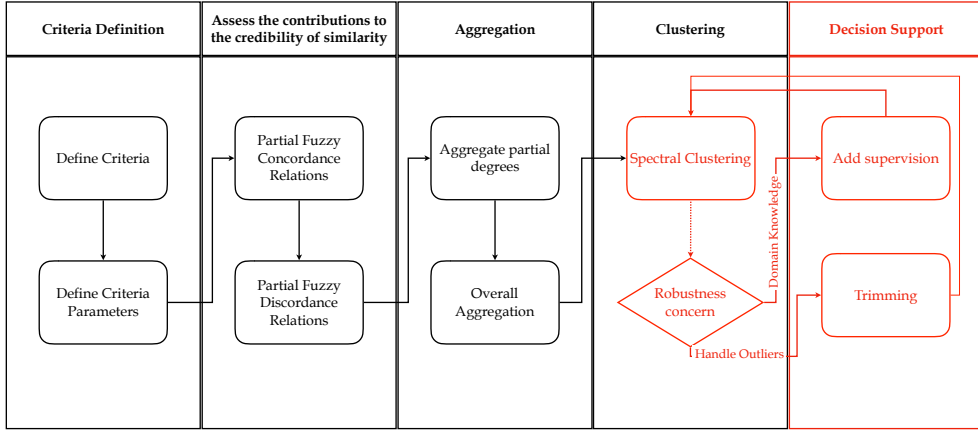 Criteria Definition
Assess the contributions to
the credibility of similarity
Aggregation
Clustering
Decision Support
Define Criteria
Partial Fuzzy
Concordance
Relations
Aggregate partial
degrees
Spectral Clustering
Add supervision
Domain Knowledge
Define Criteria
Parameters
Partial Fuzzy
Discordance
Relations
Overall
Aggregation
Robustness
concern
Trimming
Handle Outliers